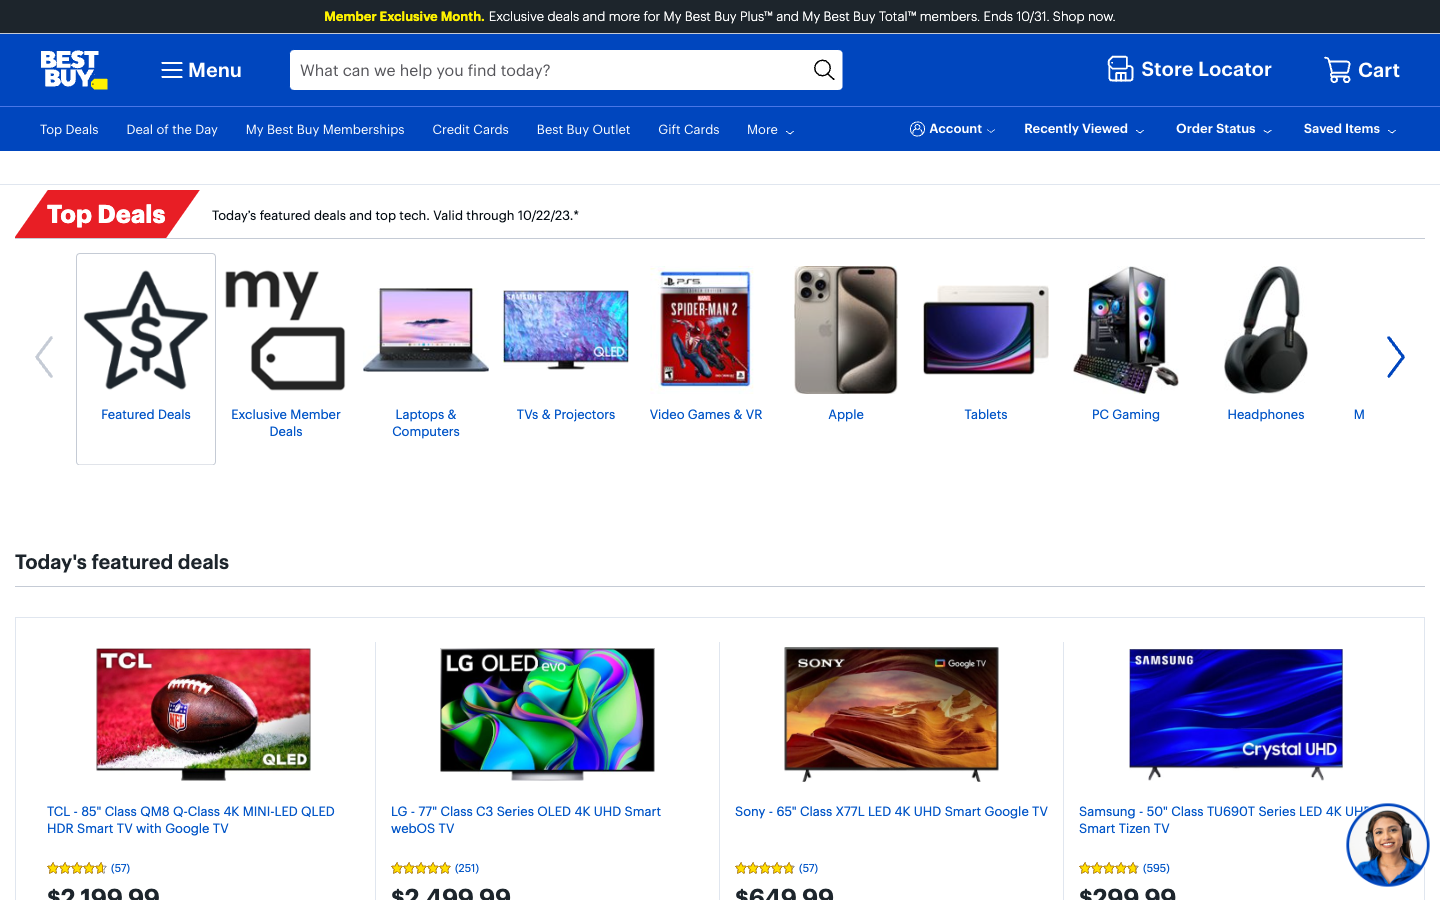 Member Exclusive Month. Exclusive deals and more for My Best Buy Plus™ and My Best Buy Total™ members. Ends 10/31. Shop now.
BEST
BUY
Menu
What can we help you find today?
Store Locator
Cart
Top Deals
Deal of the Day
My Best Buy Memberships
Credit Cards
Best Buy Outlet
Gift Cards
More
Account
Recently Viewed
Order Status
Saved Items
Top Deals
Today's featured deals and top tech. Valid through 10/22/23.*
$
my
SAMSUNG
QLED
PS5
MARVEL
SPIDER-MAN 2
Featured Deals
Exclusive Member
Deals
Laptops &
Computers
TVs & Projectors
Video Games & VR
Apple
Tablets
PC Gaming
Headphones
M
Today's featured deals
TCL
NFL
QLED
LG OLED evo
SONY
Google TV
SAMSUNG
Crystal UHD
TCL - 85" Class QM8 Q-Class 4K MINI-LED QLED
HDR Smart TV with Google TV
(57)
$2,199.99
LG - 77" Class C3 Series OLED 4K UHD Smart
webOS TV
(251)
$2,499.99
Sony - 65" Class X77L LED 4K UHD Smart Google TV
(57)
$649.99
Samsung - 50" Class TU690T Series LED 4K UHD
Smart Tizen TV
(595)
$299.99